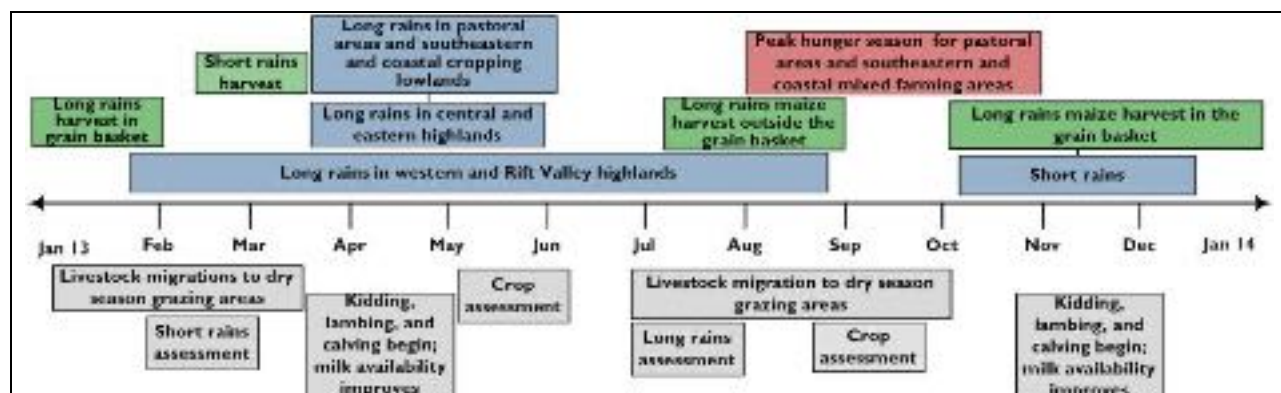 Long rains in pastoral
areas and southeastern
and coastal cropping
lowlands
Peak hunger season for pastoral
areas and southeastern and
coastal mixed farming areas
Short rains
harvest
Long rains
harvest in
grain basket
Long rains in central and
eastern highlands
Long rains maize
harvest outside the
grain basket
Long rains maize harvest in the
grain basket
Long rains in western and Rift Valley highlands
Short rains
Jan 13 Feb Mar Apr May Jun Jul Aug Sep Oct Nov Dec Jan 14
Livestock migrations to dry
season grazing areas
Crop
assessment
Livestock migration to dry season
grazing areas
Short rains
assessment
Kidding,
lambing, and
calving begin;
milk availability
improves
Long rains
assessment
Crop
assessment
Kidding,
lambing, and
calving begin;
milk availability
improves